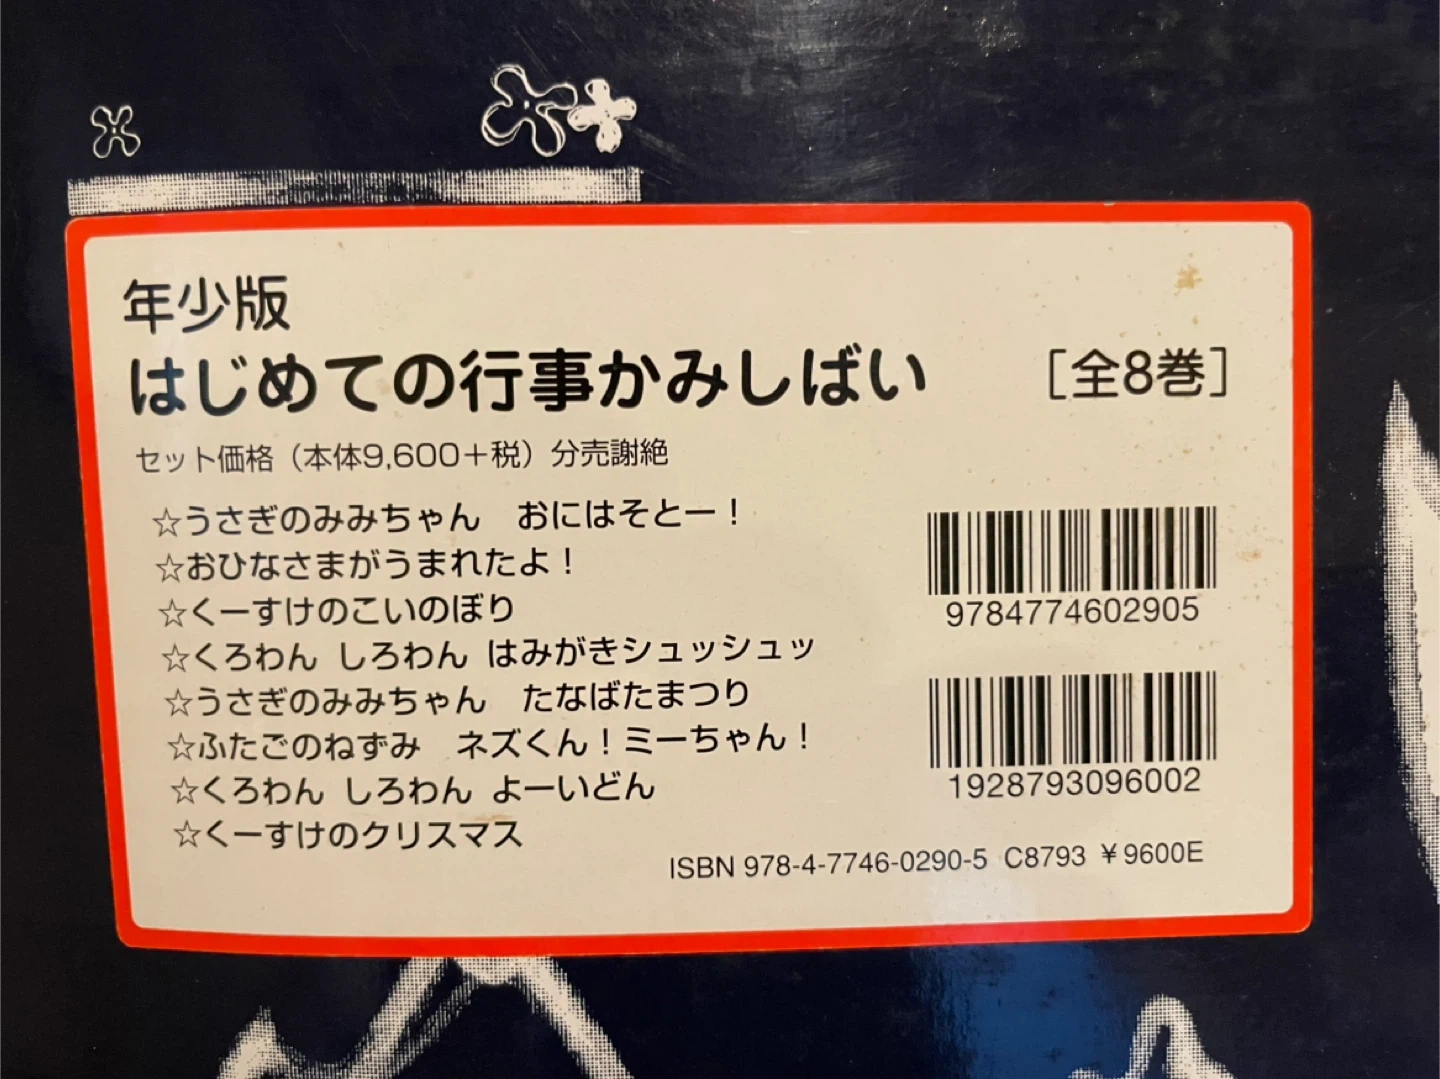 年少版
はじめての行事かみしばい [全8巻]
セット価格（本体9,600＋税）分売謝絶
☆うさぎのみみちゃん　おにはそとー！
☆おひなさまがうまれたよ！
☆くーすけのこいのぼり
☆くろわん しろわん はみがきシュッシュッ
☆うさぎのみみちゃん　たなばたまつり
☆ふたごのねずみ　ネズくん！ミーちゃん！
☆くろわん しろわん よーいどん
☆くーすけのクリスマス
9784774602905
1928793096002
ISBN 978-4-7746-0290-5 C8793 ¥9600E